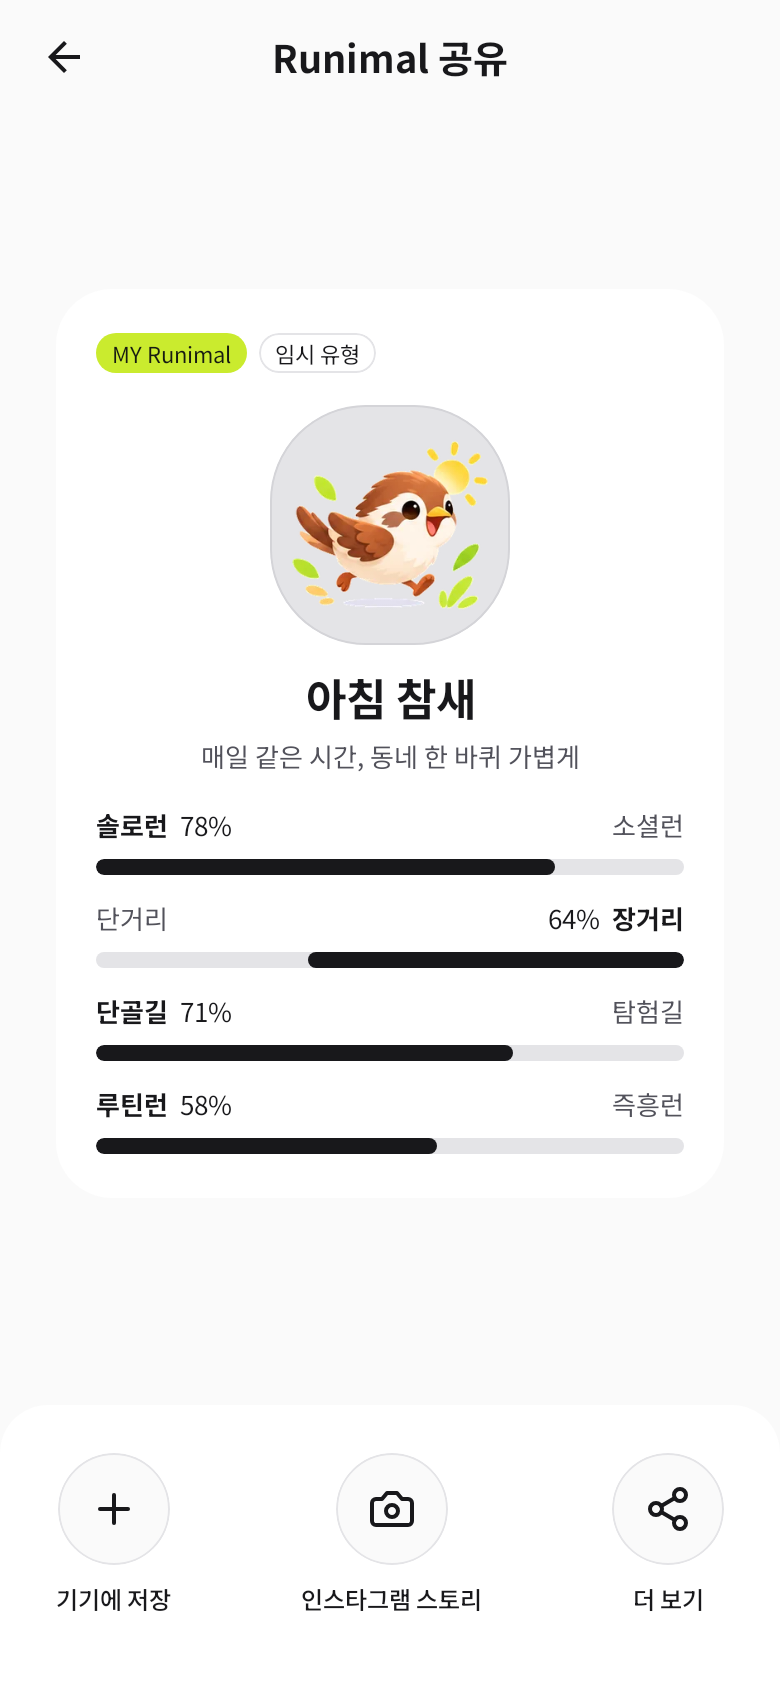 Runimal 공유
MY Runimal 임시 유형
아침 참새
매일 같은 시간, 동네 한 바퀴 가볍게
솔로런 78% 소셜런
단거리 64% 장거리
단골길 71% 탐험길
루틴런 58% 즉흥런
기기에 저장 인스타그램 스토리 더 보기